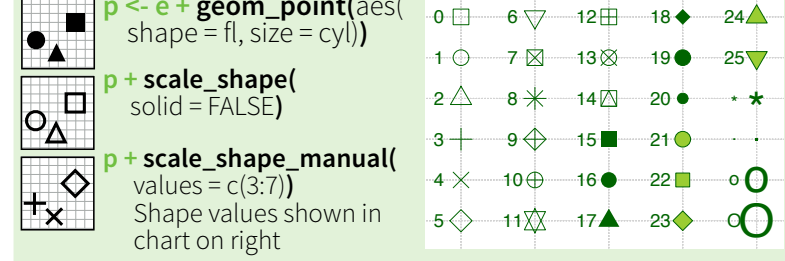 p <- e + geom_point(aes(
shape = fl, size = cyl))
p + scale_shape(
solid = FALSE)
p + scale_shape_manual(
values = c(3:7))
Shape values shown in
chart on right
0 6 12 18 24
1 7 13 19 25
2 8 14 20 * *
3 9 15 21 . .
4 10 16 22 o o
5 11 17 23 O O